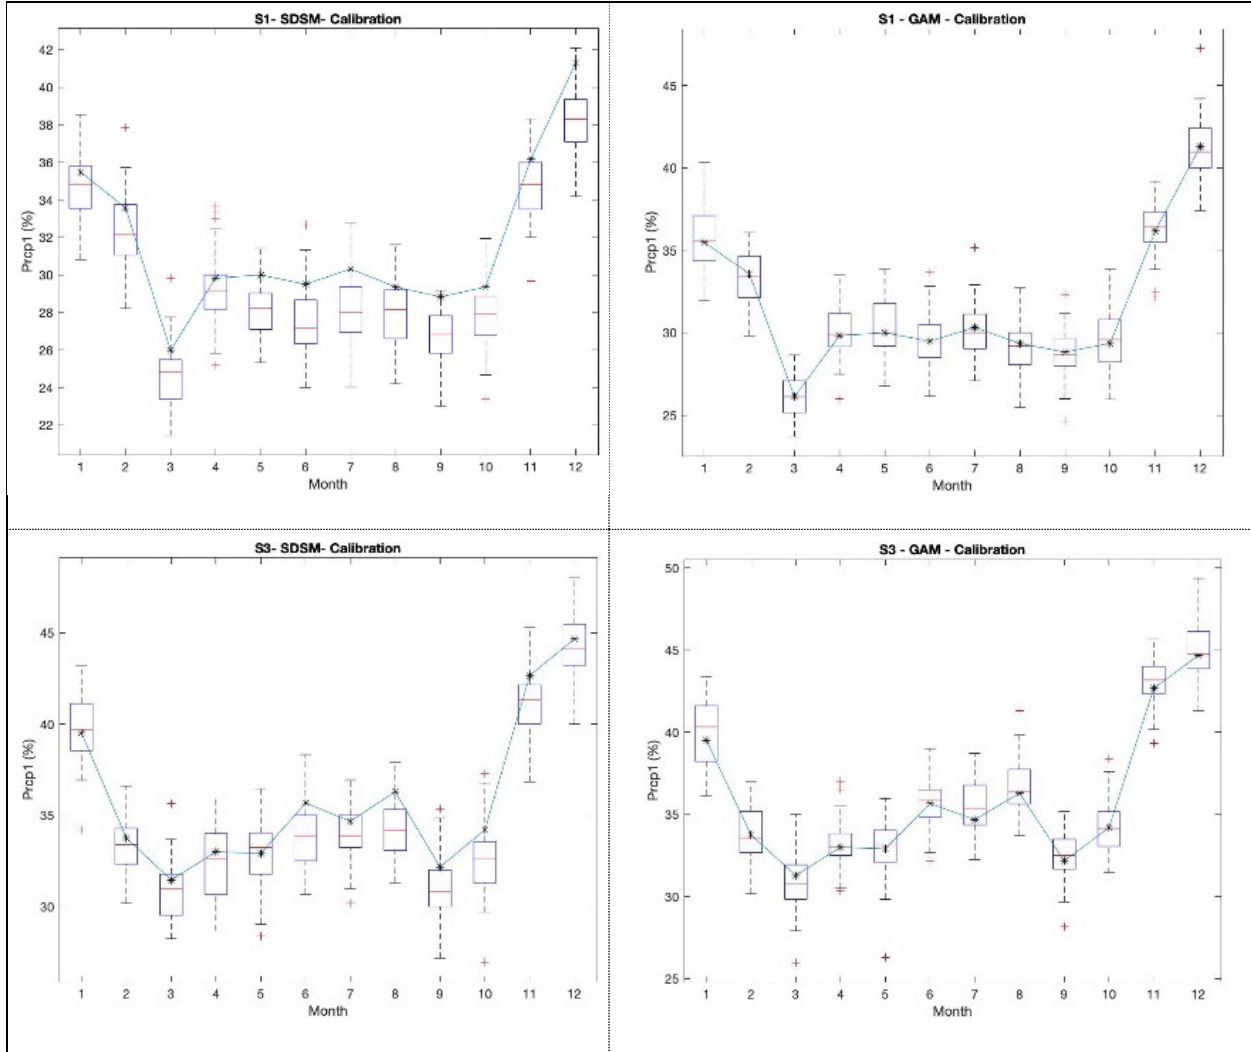 S1- SDSM- Calibration
42
40
38
36
34
32
30
28
26
24
22
Prcp1 (%)
1 2 3 4 5 6 7 8 9 10 11 12
Month
S1 - GAM - Calibration
45
40
35
30
25
Prcp1 (%)
1 2 3 4 5 6 7 8 9 10 11 12
Month
S3- SDSM- Calibration
45
40
35
30
Prcp1 (%)
1 2 3 4 5 6 7 8 9 10 11 12
Month
S3 - GAM - Calibration
50
45
40
35
30
25
Prcp1 (%)
1 2 3 4 5 6 7 8 9 10 11 12
Month